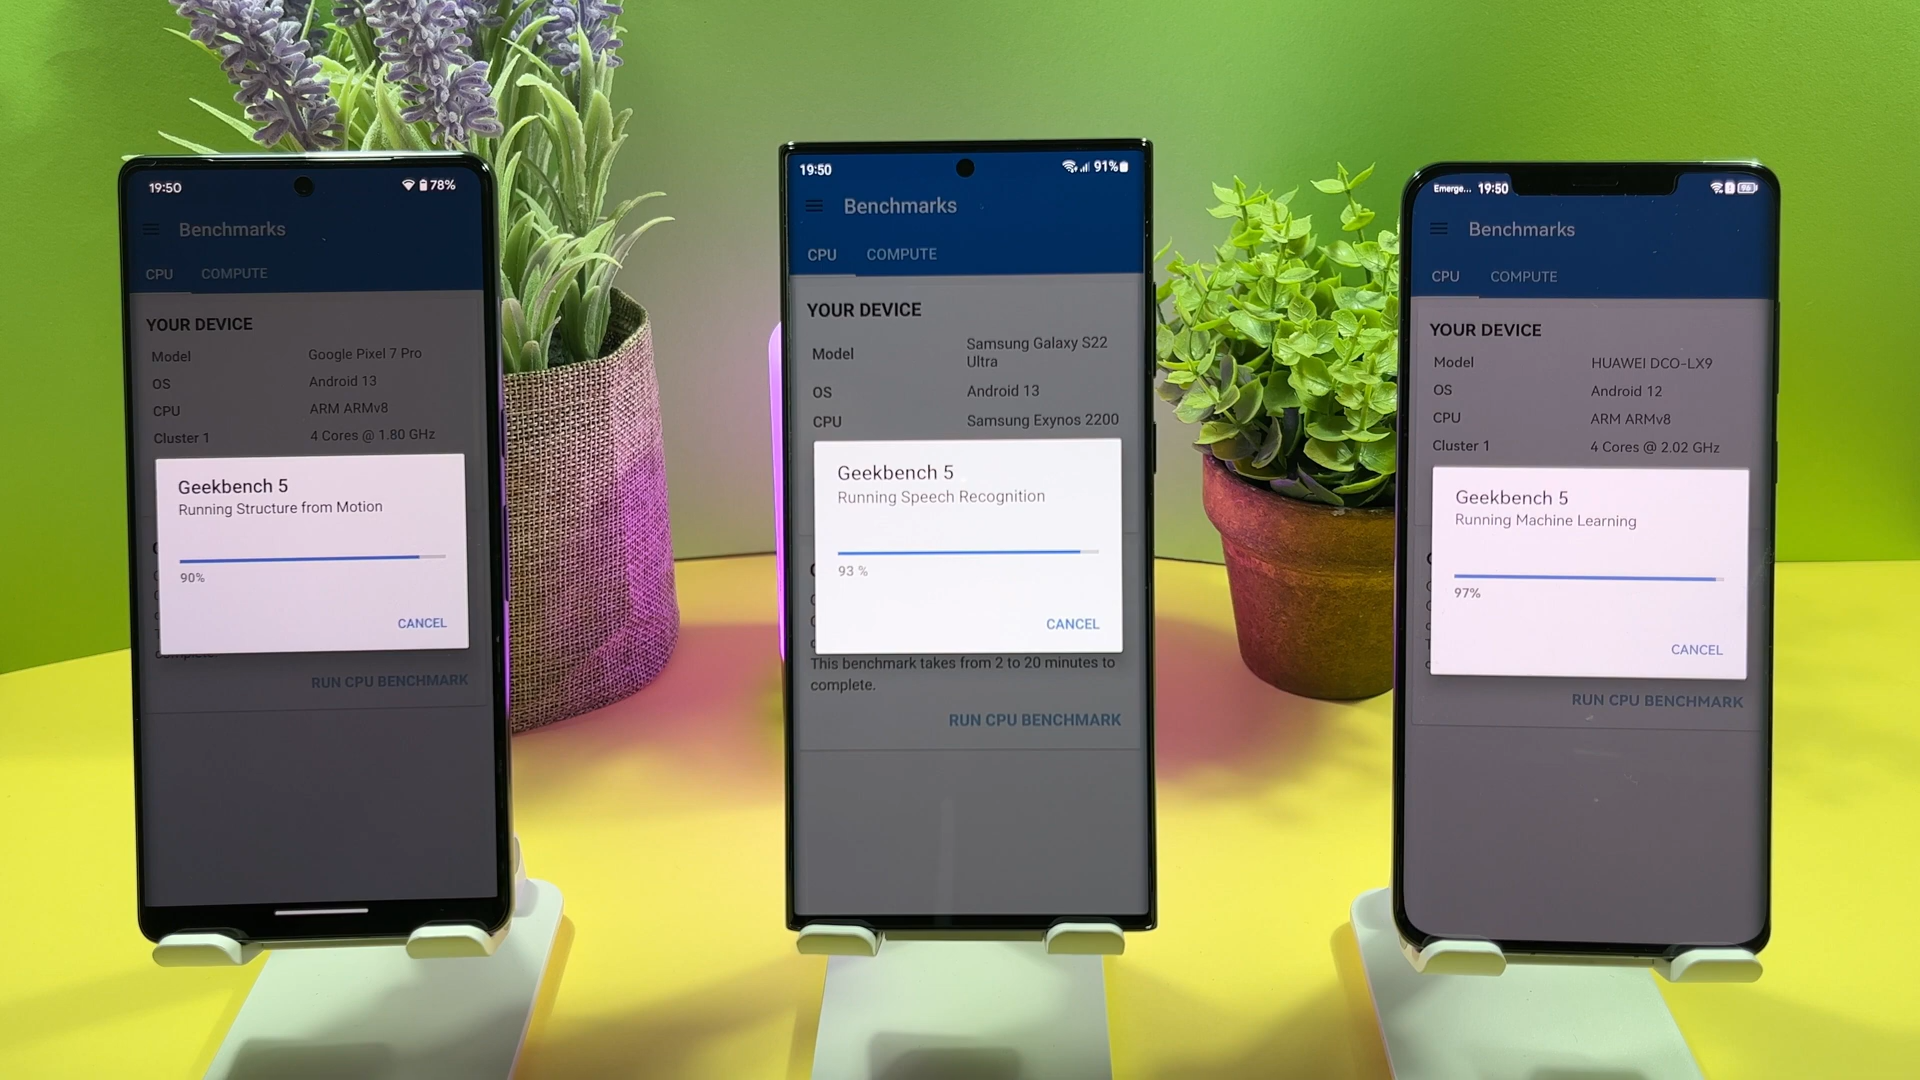 19:50
78%
Benchmarks
CPU COMPUTE
YOUR DEVICE
Model Google Pixel 7 Pro
OS Android 13
CPU ARM ARMv8
Cluster 1 4 Cores @ 1.80 GHz
Geekbench 5
Running Structure from Motion
90%
CANCEL
RUN CPU BENCHMARK
19:50
91%
Benchmarks
CPU COMPUTE
YOUR DEVICE
Model Samsung Galaxy S22
Ultra
OS Android 13
CPU Samsung Exynos 2200
Geekbench 5
Running Speech Recognition
93 %
CANCEL
This benchmark takes from 2 to 20 minutes to
complete.
RUN CPU BENCHMARK
Emerge... 19:50
96
Benchmarks
CPU COMPUTE
YOUR DEVICE
Model HUAWEI DCO-LX9
OS Android 12
CPU ARM ARMv8
Cluster 1 4 Cores @ 2.02 GHz
Geekbench 5
Running Machine Learning
97%
CANCEL
RUN CPU BENCHMARK